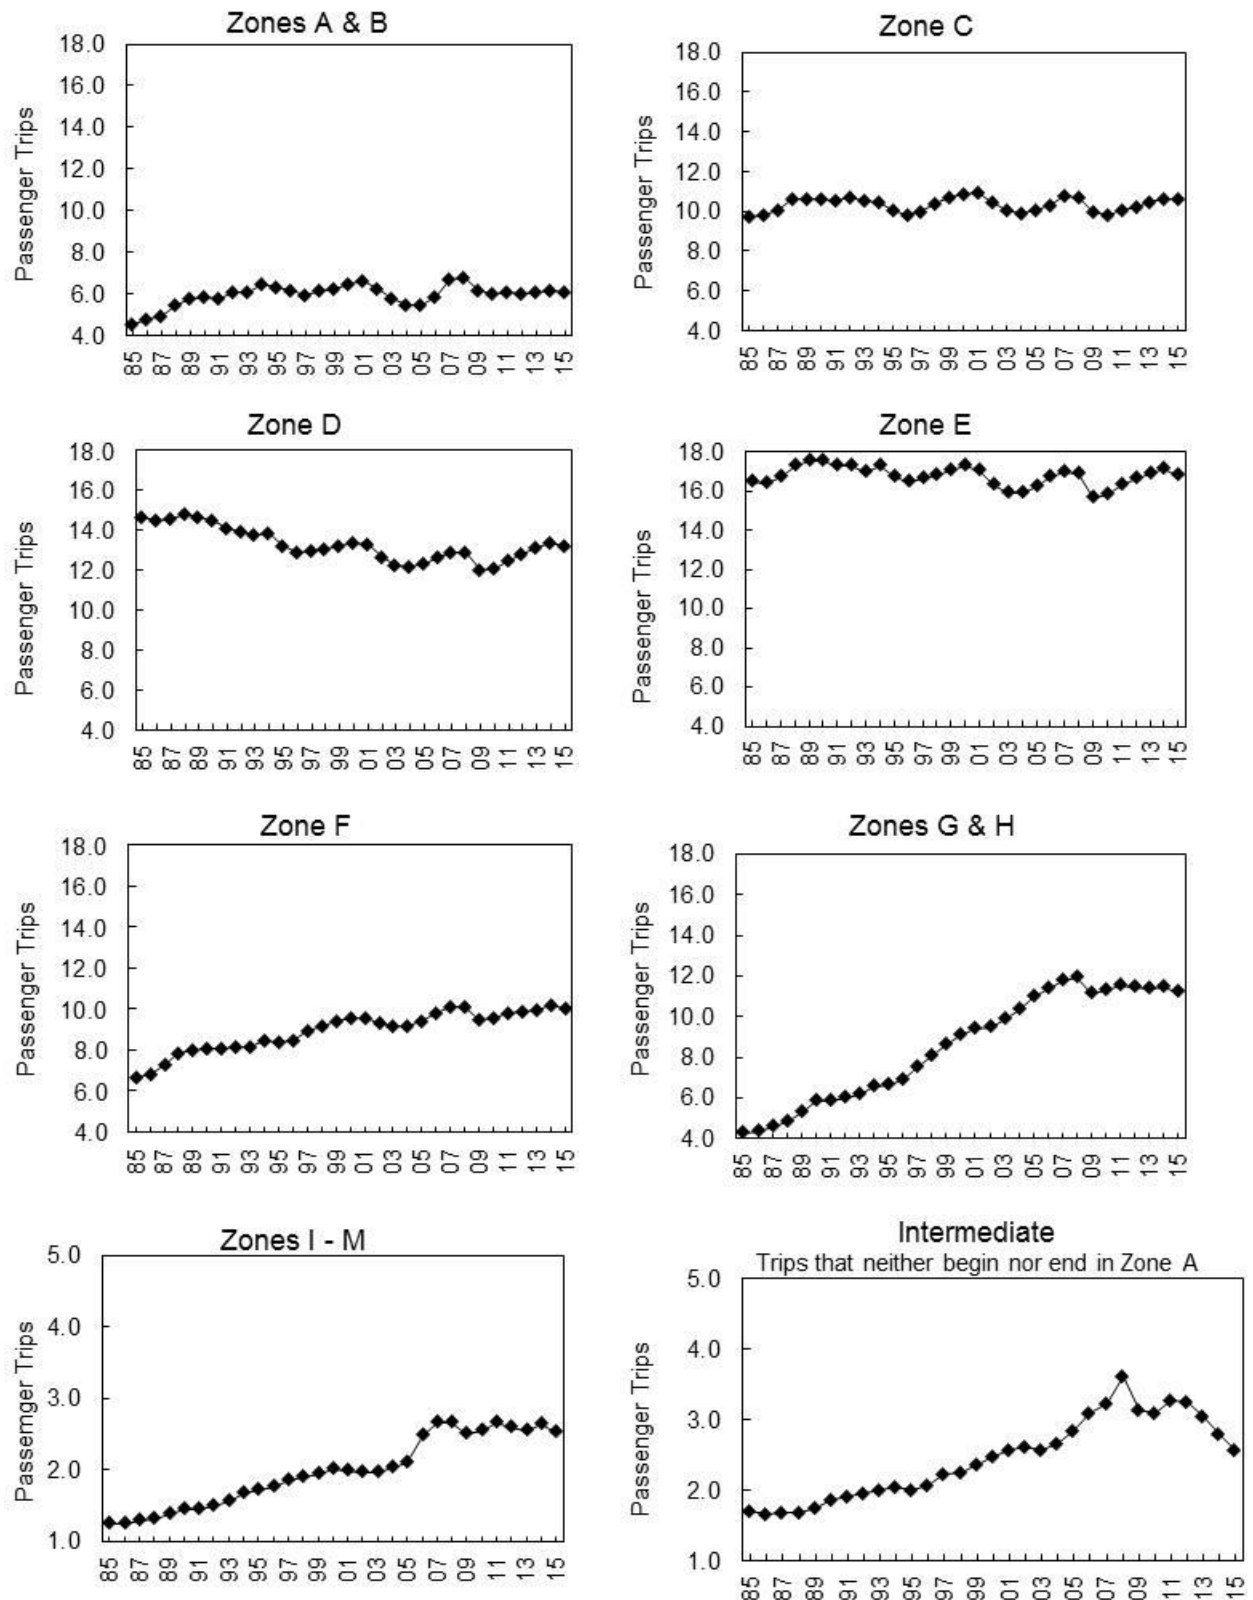 Zones A & B
18.0
16.0
14.0
12.0
10.0
8.0
6.0
4.0
Passenger Trips
85 87 89 91 93 95 97 99 01 03 05 07 09 11 13 15
Zone C
18.0
16.0
14.0
12.0
10.0
8.0
6.0
4.0
Passenger Trips
85 87 89 91 93 95 97 99 01 03 05 07 09 11 13 15
Zone D
18.0
16.0
14.0
12.0
10.0
8.0
6.0
4.0
Passenger Trips
85 87 89 91 93 95 97 99 01 03 05 07 09 11 13 15
Zone E
18.0
16.0
14.0
12.0
10.0
8.0
6.0
4.0
Passenger Trips
85 87 89 91 93 95 97 99 01 03 05 07 09 11 13 15
Zone F
18.0
16.0
14.0
12.0
10.0
8.0
6.0
4.0
Passenger Trips
85 87 89 91 93 95 97 99 01 03 05 07 09 11 13 15
Zones G & H
18.0
16.0
14.0
12.0
10.0
8.0
6.0
4.0
Passenger Trips
85 87 89 91 93 95 97 99 01 03 05 07 09 11 13 15
Zones I - M
5.0
4.0
3.0
2.0
1.0
Passenger Trips
85 87 89 91 93 95 97 99 01 03 05 07 09 11 13 15
Intermediate
Trips that neither begin nor end in Zone A
5.0
4.0
3.0
2.0
1.0
Passenger Trips
85 87 89 91 93 95 97 99 01 03 05 07 09 11 13 15